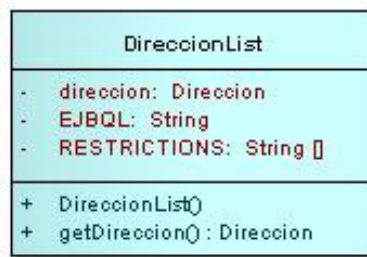 DireccionList
- direccion: Direccion
- EJBQL: String
- RESTRICTIONS: String []
+ DireccionList()
+ getDireccion() : Direccion